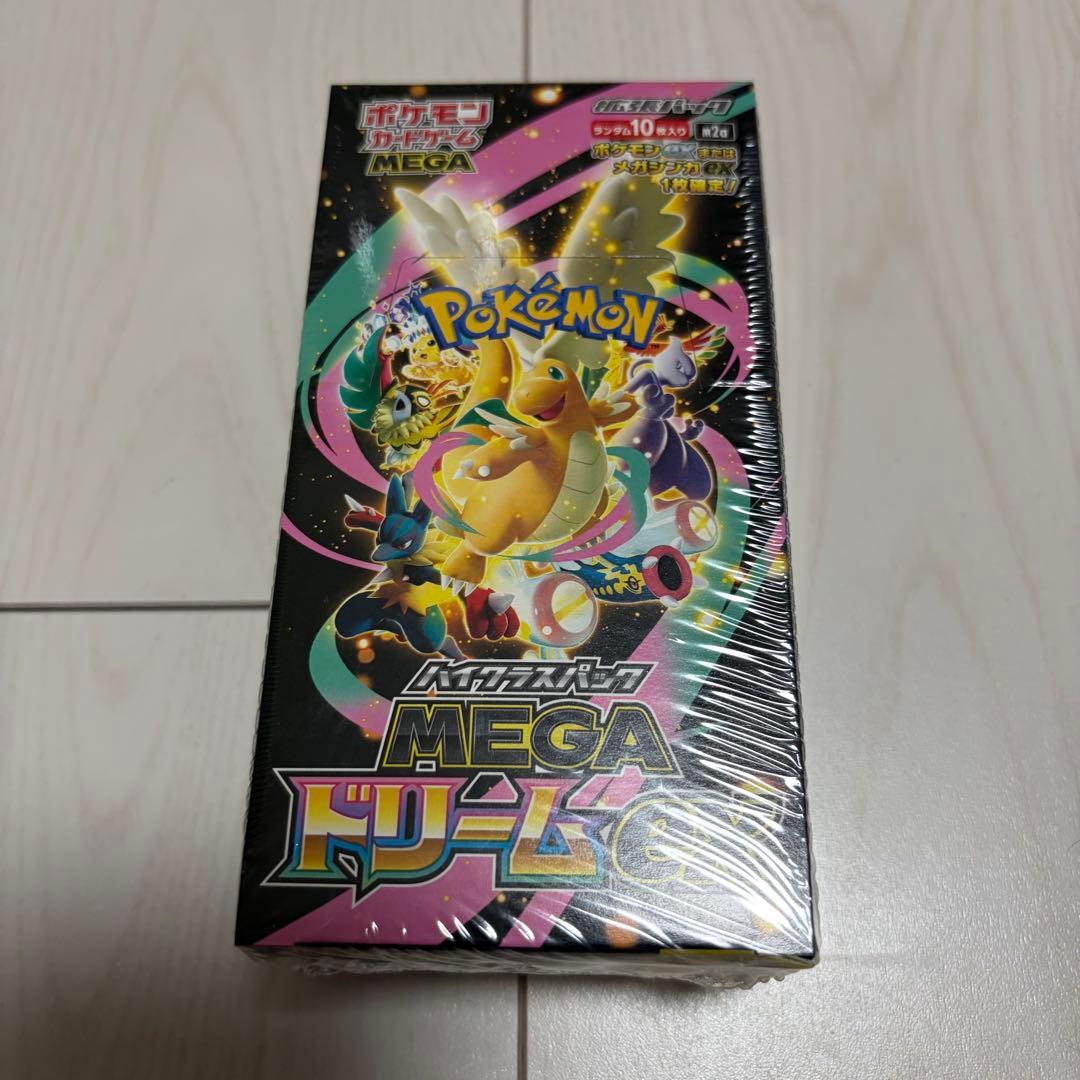 ポケモン
カードゲーム
MEGA
拡張パック
ランダム10枚入り m2a
ポケモンexまたは
メガシンカex
1枚確定!
POKéMON
ハイクラスパック
MEGA
ドリームex